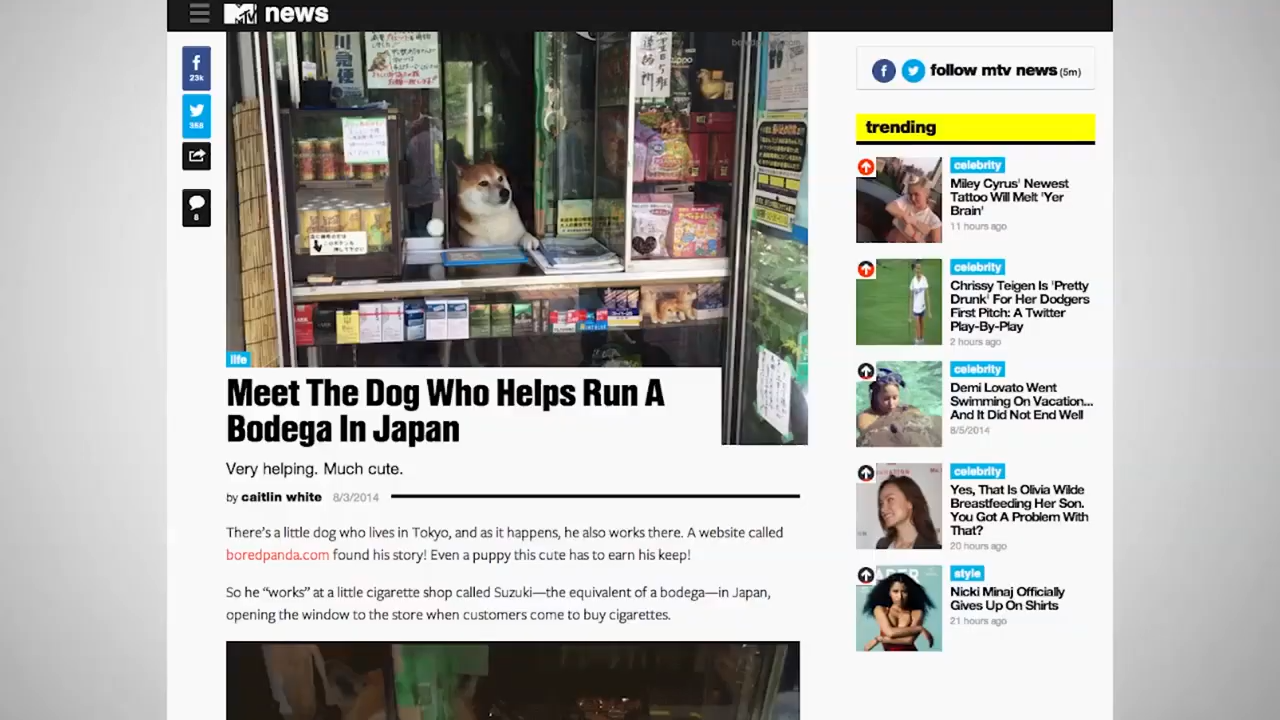 MTV news
23k
358
8
life
Meet The Dog Who Helps Run A
Bodega In Japan
Very helping. Much cute.
by caitlin white 8/3/2014
There's a little dog who lives in Tokyo, and as it happens, he also works there. A website called
boredpanda.com found his story! Even a puppy this cute has to earn his keep!
So he “works” at a little cigarette shop called Suzuki—the equivalent of a bodega—in Japan,
opening the window to the store when customers come to buy cigarettes.
follow mtv news (5m)
trending
celebrity
Miley Cyrus' Newest
Tattoo Will Melt 'Yer
Brain'
11 hours ago
celebrity
Chrissy Teigen Is 'Pretty
Drunk' For Her Dodgers
First Pitch: A Twitter
Play-By-Play
2 hours ago
celebrity
Demi Lovato Went
Swimming On Vacation...
And It Did Not End Well
8/5/2014
celebrity
Yes, That Is Olivia Wilde
Breastfeeding Her Son.
You Got A Problem With
That?
20 hours ago
style
Nicki Minaj Officially
Gives Up On Shirts
21 hours ago